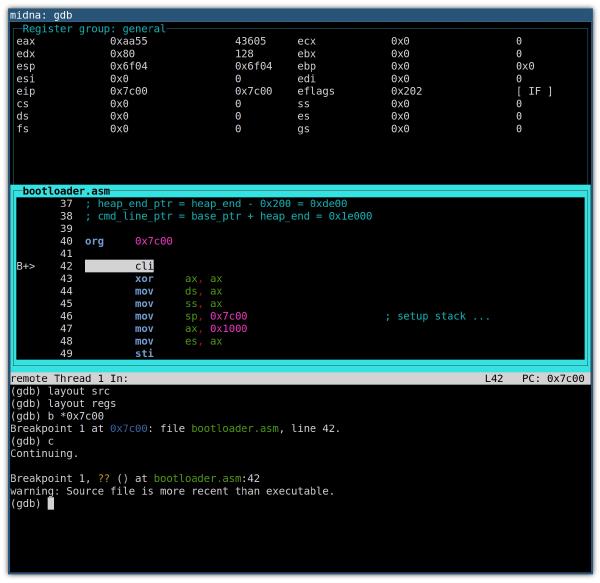 midna: gdb
Register group: general
eax 0xaa55 43605 ecx 0x0 0
edx 0x80 128 ebx 0x0 0
esp 0x6f04 0x6f04 ebp 0x0 0x0
esi 0x0 0 edi 0x0 0
eip 0x7c00 0x7c00 eflags 0x202 [ IF ]
cs 0x0 0 ss 0x0 0
ds 0x0 0 es 0x0 0
fs 0x0 0 gs 0x0 0
bootloader.asm
37 ; heap_end_ptr = heap_end - 0x200 = 0xde00
38 ; cmd_line_ptr = base_ptr + heap_end = 0x1e000
39
40 org 0x7c00
41
B+> 42 cli
43 xor ax, ax
44 mov ds, ax
45 mov ss, ax
46 mov sp, 0x7c00 ; setup stack ...
47 mov ax, 0x1000
48 mov es, ax
49 sti
remote Thread 1 In: L42 PC: 0x7c00
(gdb) layout src
(gdb) layout regs
(gdb) b *0x7c00
Breakpoint 1 at 0x7c00: file bootloader.asm, line 42.
(gdb) c
Continuing.
Breakpoint 1, ?? () at bootloader.asm:42
warning: Source file is more recent than executable.
(gdb)